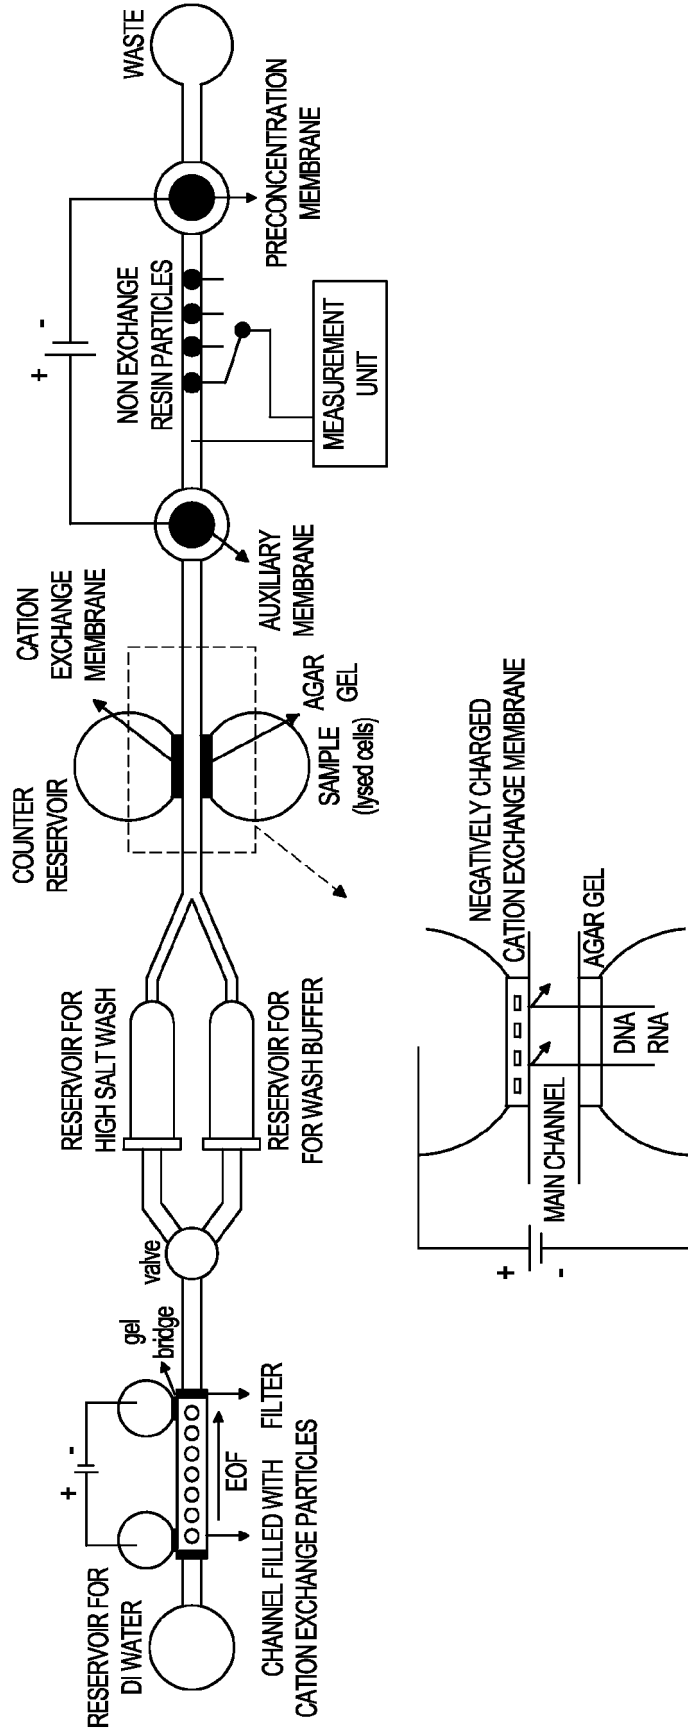 RESERVOIR FOR
DI WATER
+
-
gel
bridge
EOF
FILTER
CHANNEL FILLED WITH
CATION EXCHANGE PARTICLES
valve
RESERVOIR FOR
HIGH SALT WASH
RESERVOIR FOR
FOR WASH BUFFER
COUNTER
RESERVOIR
CATION
EXCHANGE
MEMBRANE
AGAR
GEL
SAMPLE
(lysed cells)
AUXILIARY
MEMBRANE
+
-
NON EXCHANGE
RESIN PARTICLES
MEASUREMENT
UNIT
PRECONCENTRATION
MEMBRANE
WASTE
+
-
MAIN CHANNEL
NEGATIVELY CHARGED
CATION EXCHANGE MEMBRANE
AGAR GEL
DNA
RNA